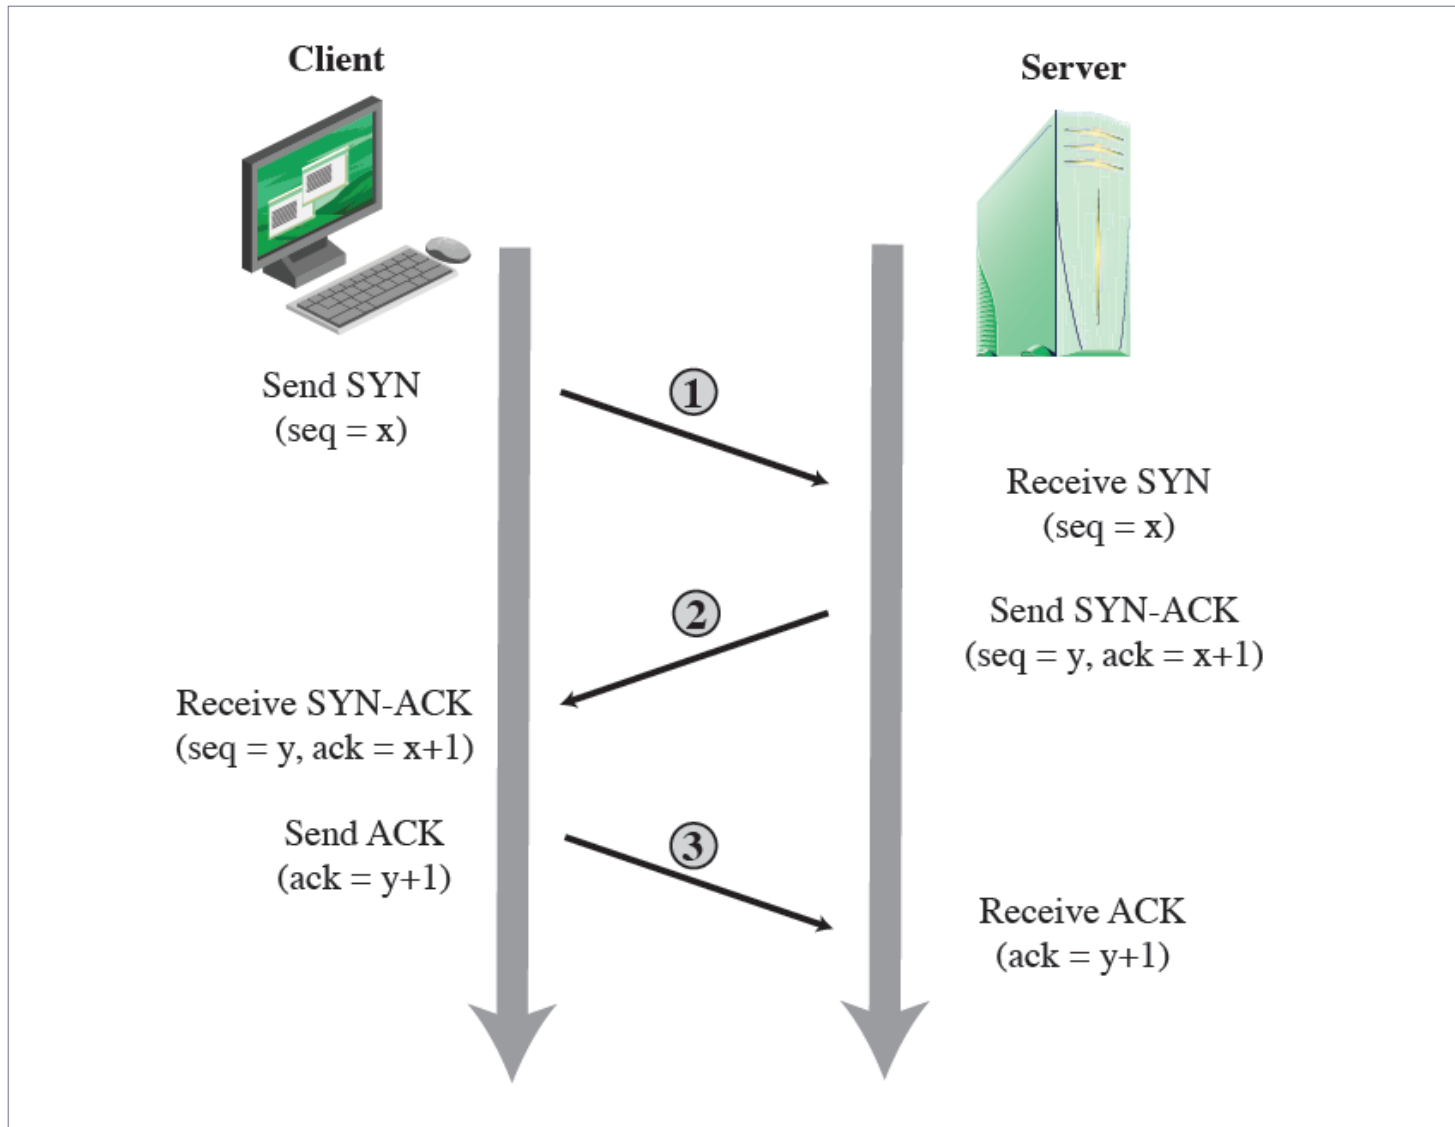 Client
Server
Send SYN
(seq = x)
1
Receive SYN
(seq = x)
2
Send SYN-ACK
(seq = y, ack = x+1)
Receive SYN-ACK
(seq = y, ack = x+1)
Send ACK
(ack = y+1)
3
Receive ACK
(ack = y+1)